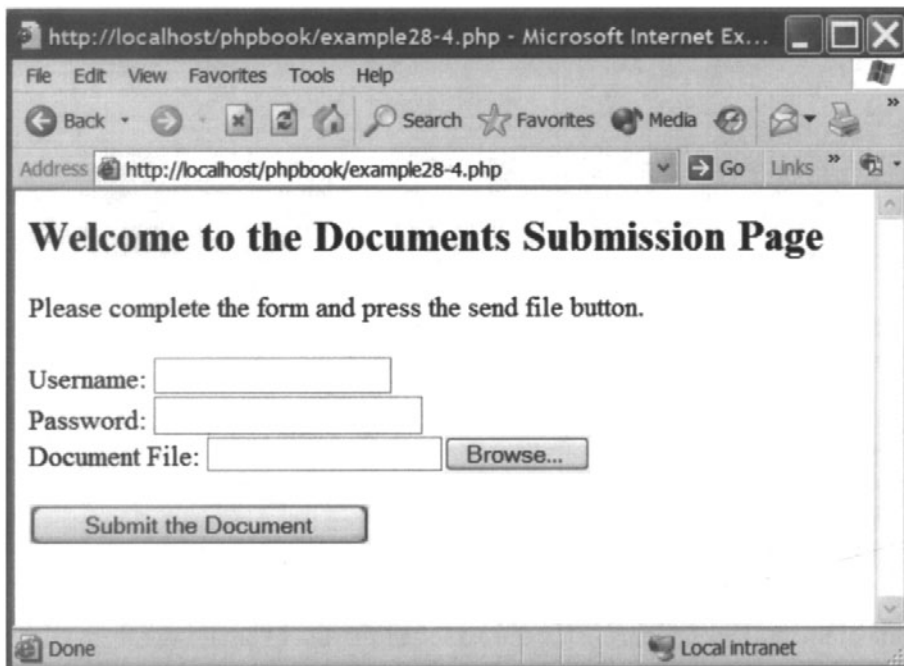 http://localhost/phpbook/example28-4.php - Microsoft Internet Ex...
File Edit View Favorites Tools Help
Back Search Favorites Media »
Address http://localhost/phpbook/example28-4.php Go Links »
Welcome to the Documents Submission Page
Please complete the form and press the send file button.
Username:
Password:
Document File: Browse...
Submit the Document
Done Local intranet